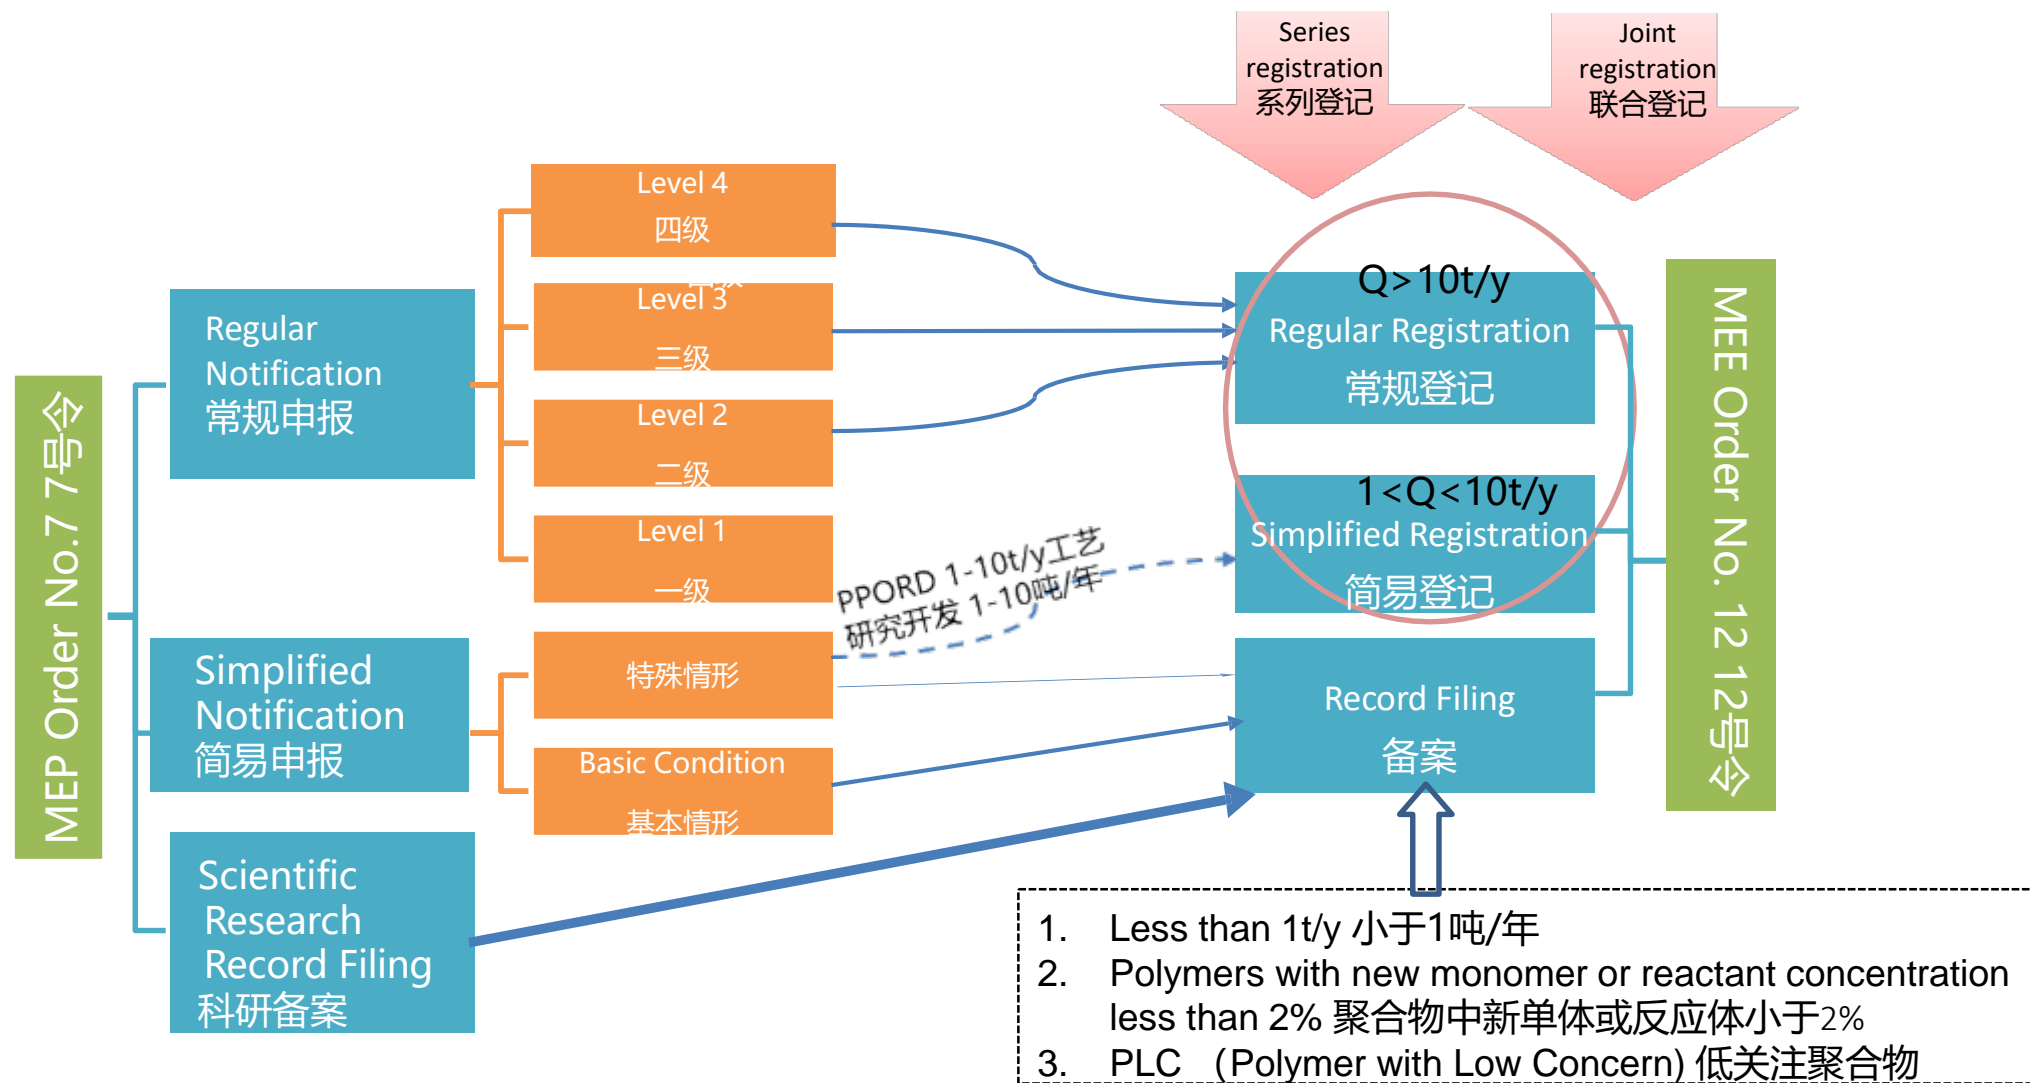 Series
registration
系列登记
Joint
registration
联合登记
MEP Order No.7 7号令
Regular
Notification
常规申报
Simplified
Notification
简易申报
Scientific
Research
Record Filing
科研备案
Level 4
四级
Level 3
三级
Level 2
二级
Level 1
一级
特殊情形
Basic Condition
基本情形
PPORD 1-10t/y工艺
研究开发 1-10吨/年
Q>10t/y
Regular Registration
常规登记
1<Q<10t/y
Simplified Registration
简易登记
Record Filing
备案
MEE Order No. 12 12号令
1. Less than 1t/y 小于1吨/年
2. Polymers with new monomer or reactant concentration
less than 2% 聚合物中新单体或反应体小于2%
3. PLC （Polymer with Low Concern) 低关注聚合物